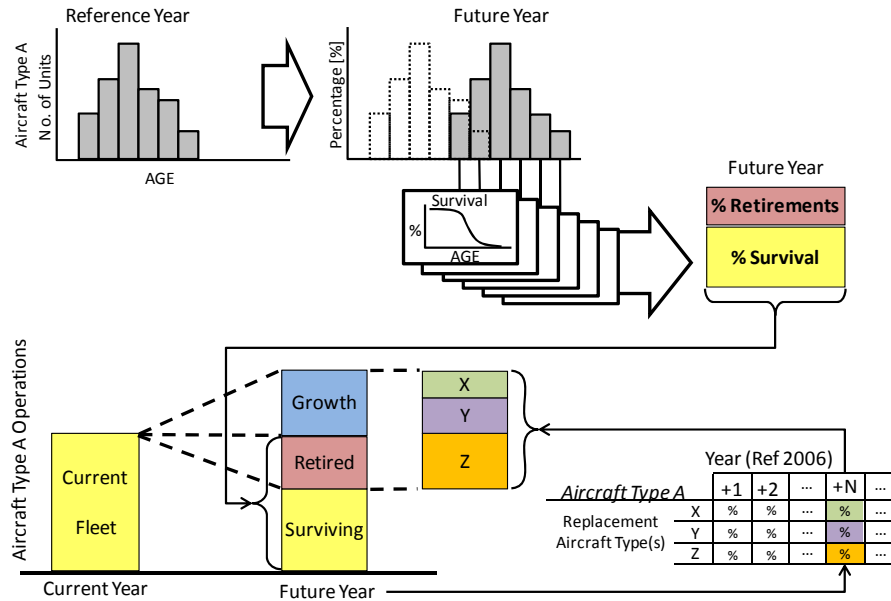 Reference Year
Future Year
Aircraft Type A
No. of Units
AGE
Percentage [%]
Survival
%
AGE
Future Year
% Retirements
% Survival
Aircraft Type A Operations
Current
Fleet
Growth
Retired
Surviving
X
Y
Z
Current Year
Future Year
Year (Ref 2006)
Aircraft Type A +1 +2 ... +N ...
Replacement
Aircraft Type(s)
X % % ... % ...
Y % % ... % ...
Z % % ... % ...